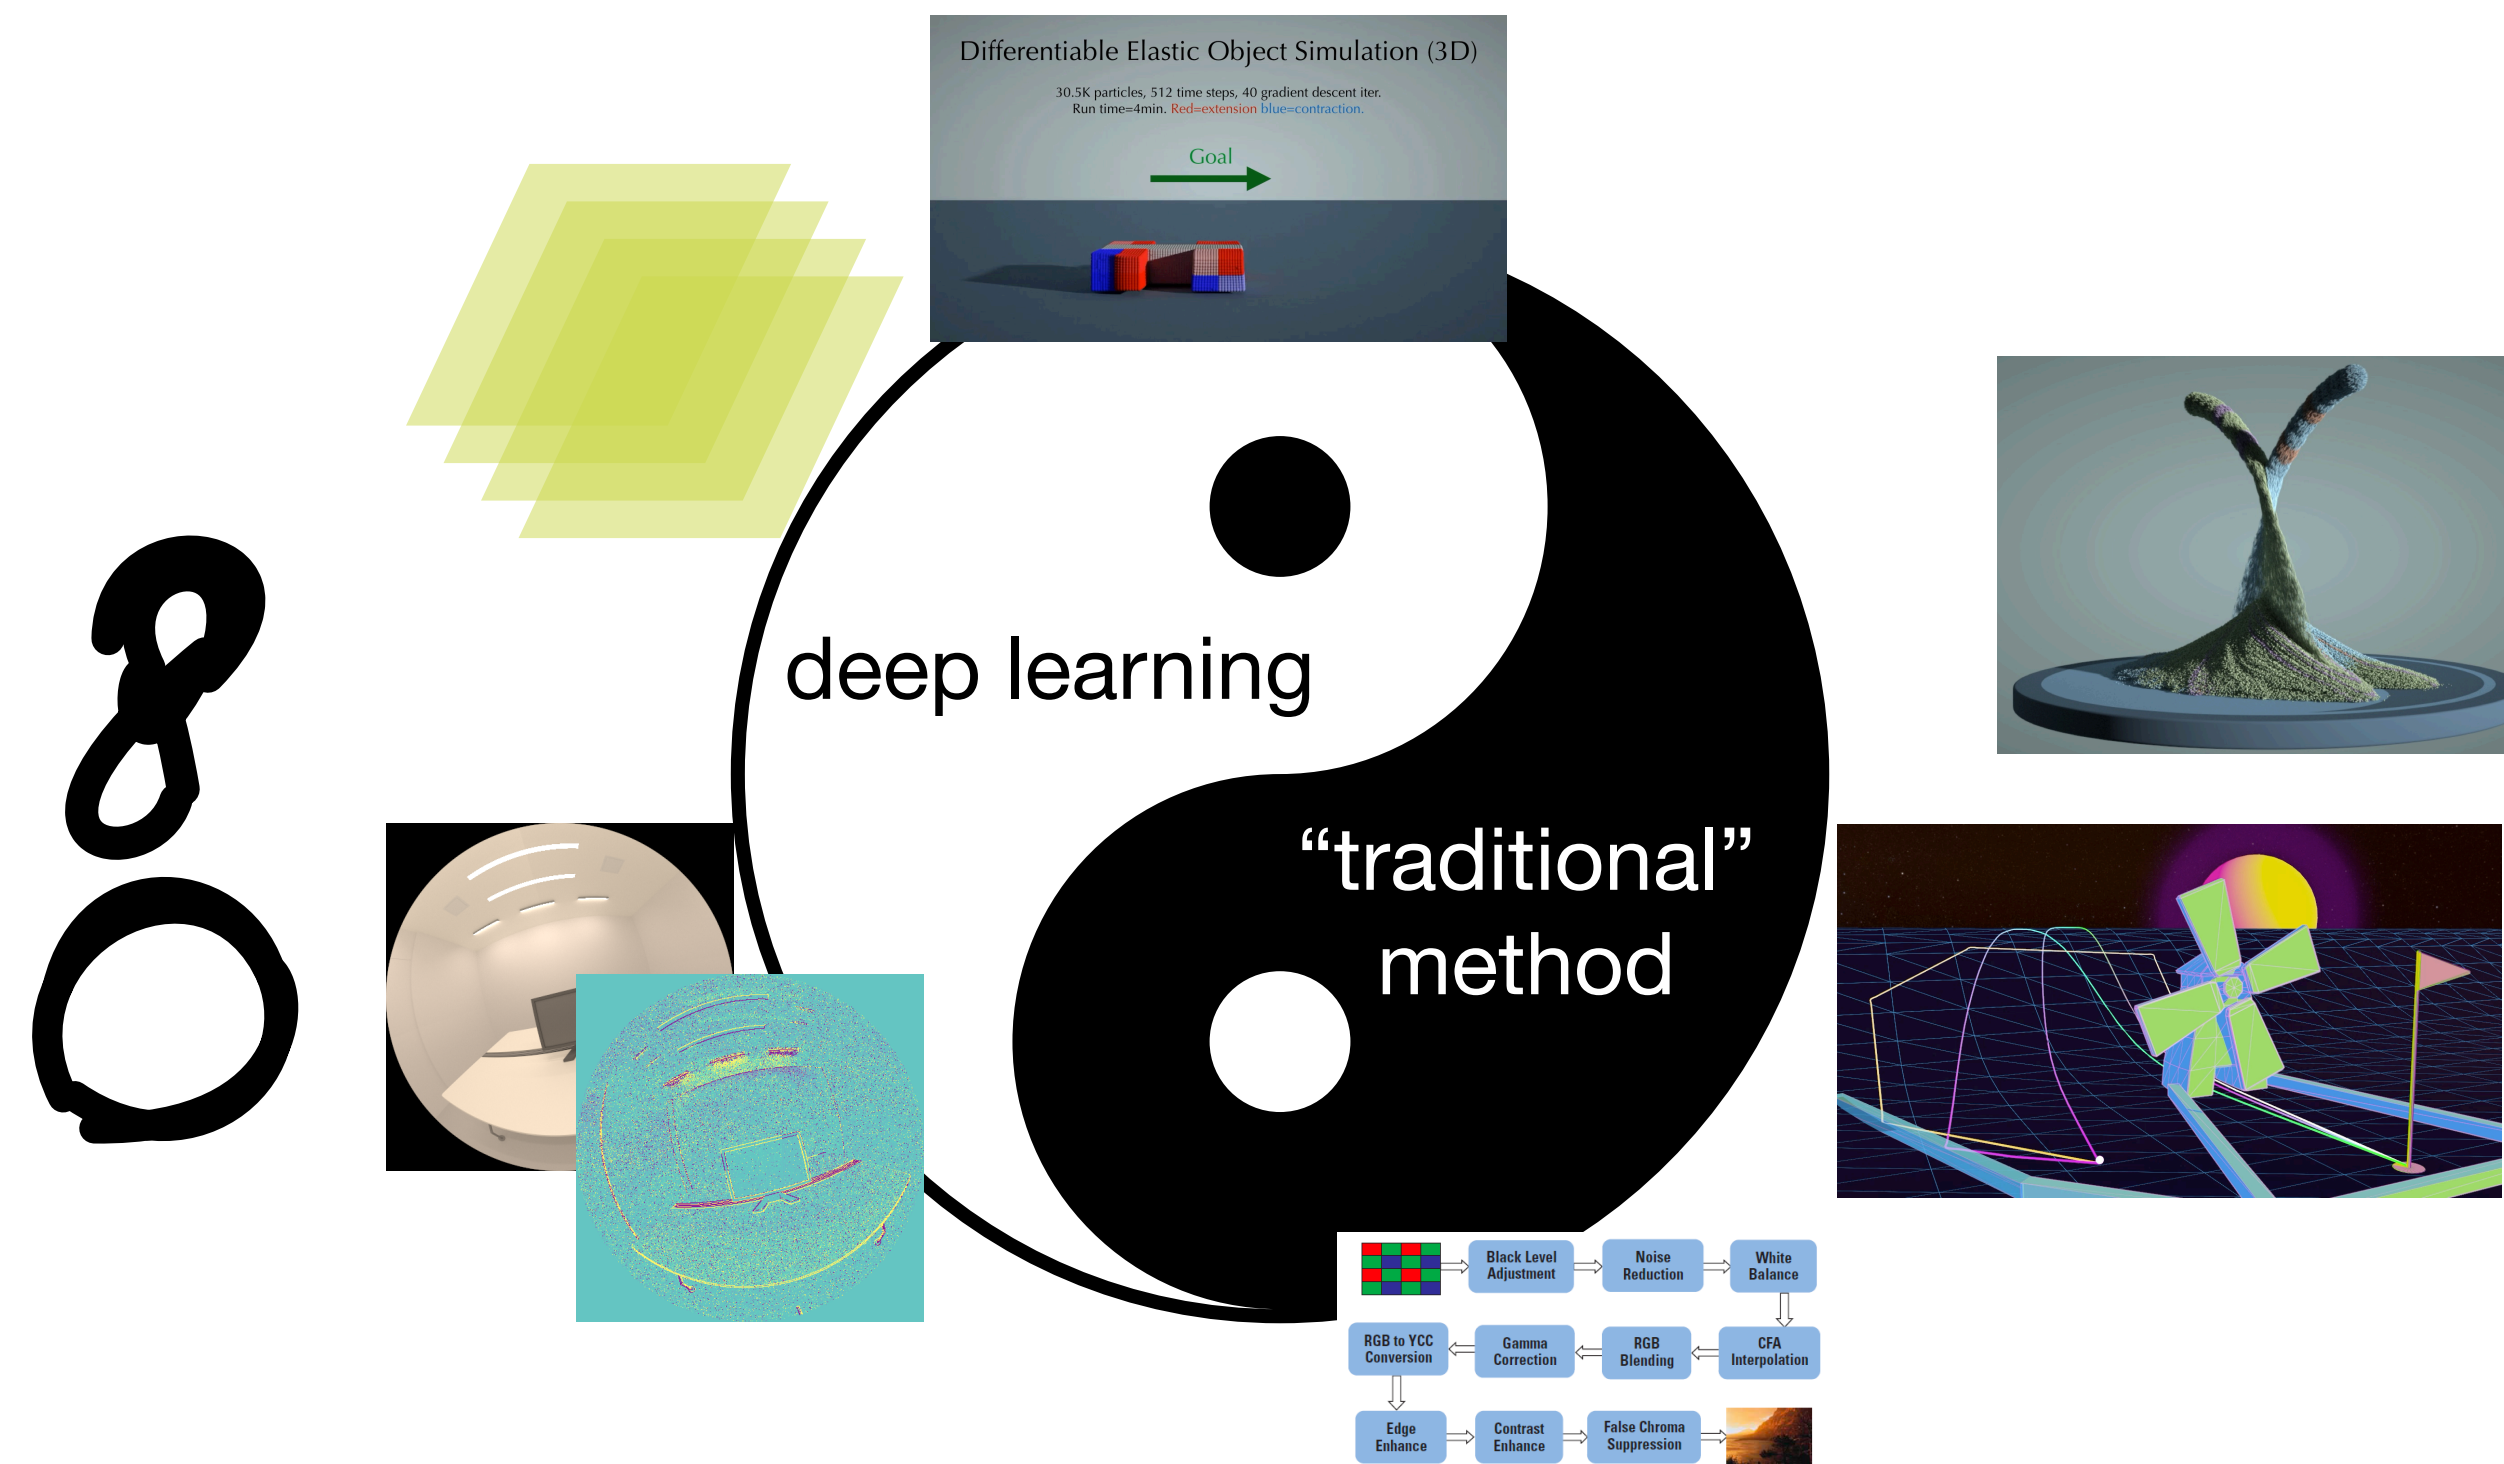 Differentiable Elastic Object Simulation (3D)
30.5K particles, 512 time steps, 40 gradient descent iter.
Run time=4min. Red=extension blue=contraction.
Goal
deep learning
“traditional”
method
Black Level
Adjustment
Noise
Reduction
White
Balance
RGB to YCC
Conversion
Gamma
Correction
RGB
Blending
CFA
Interpolation
Edge
Enhance
Contrast
Enhance
False Chroma
Suppression